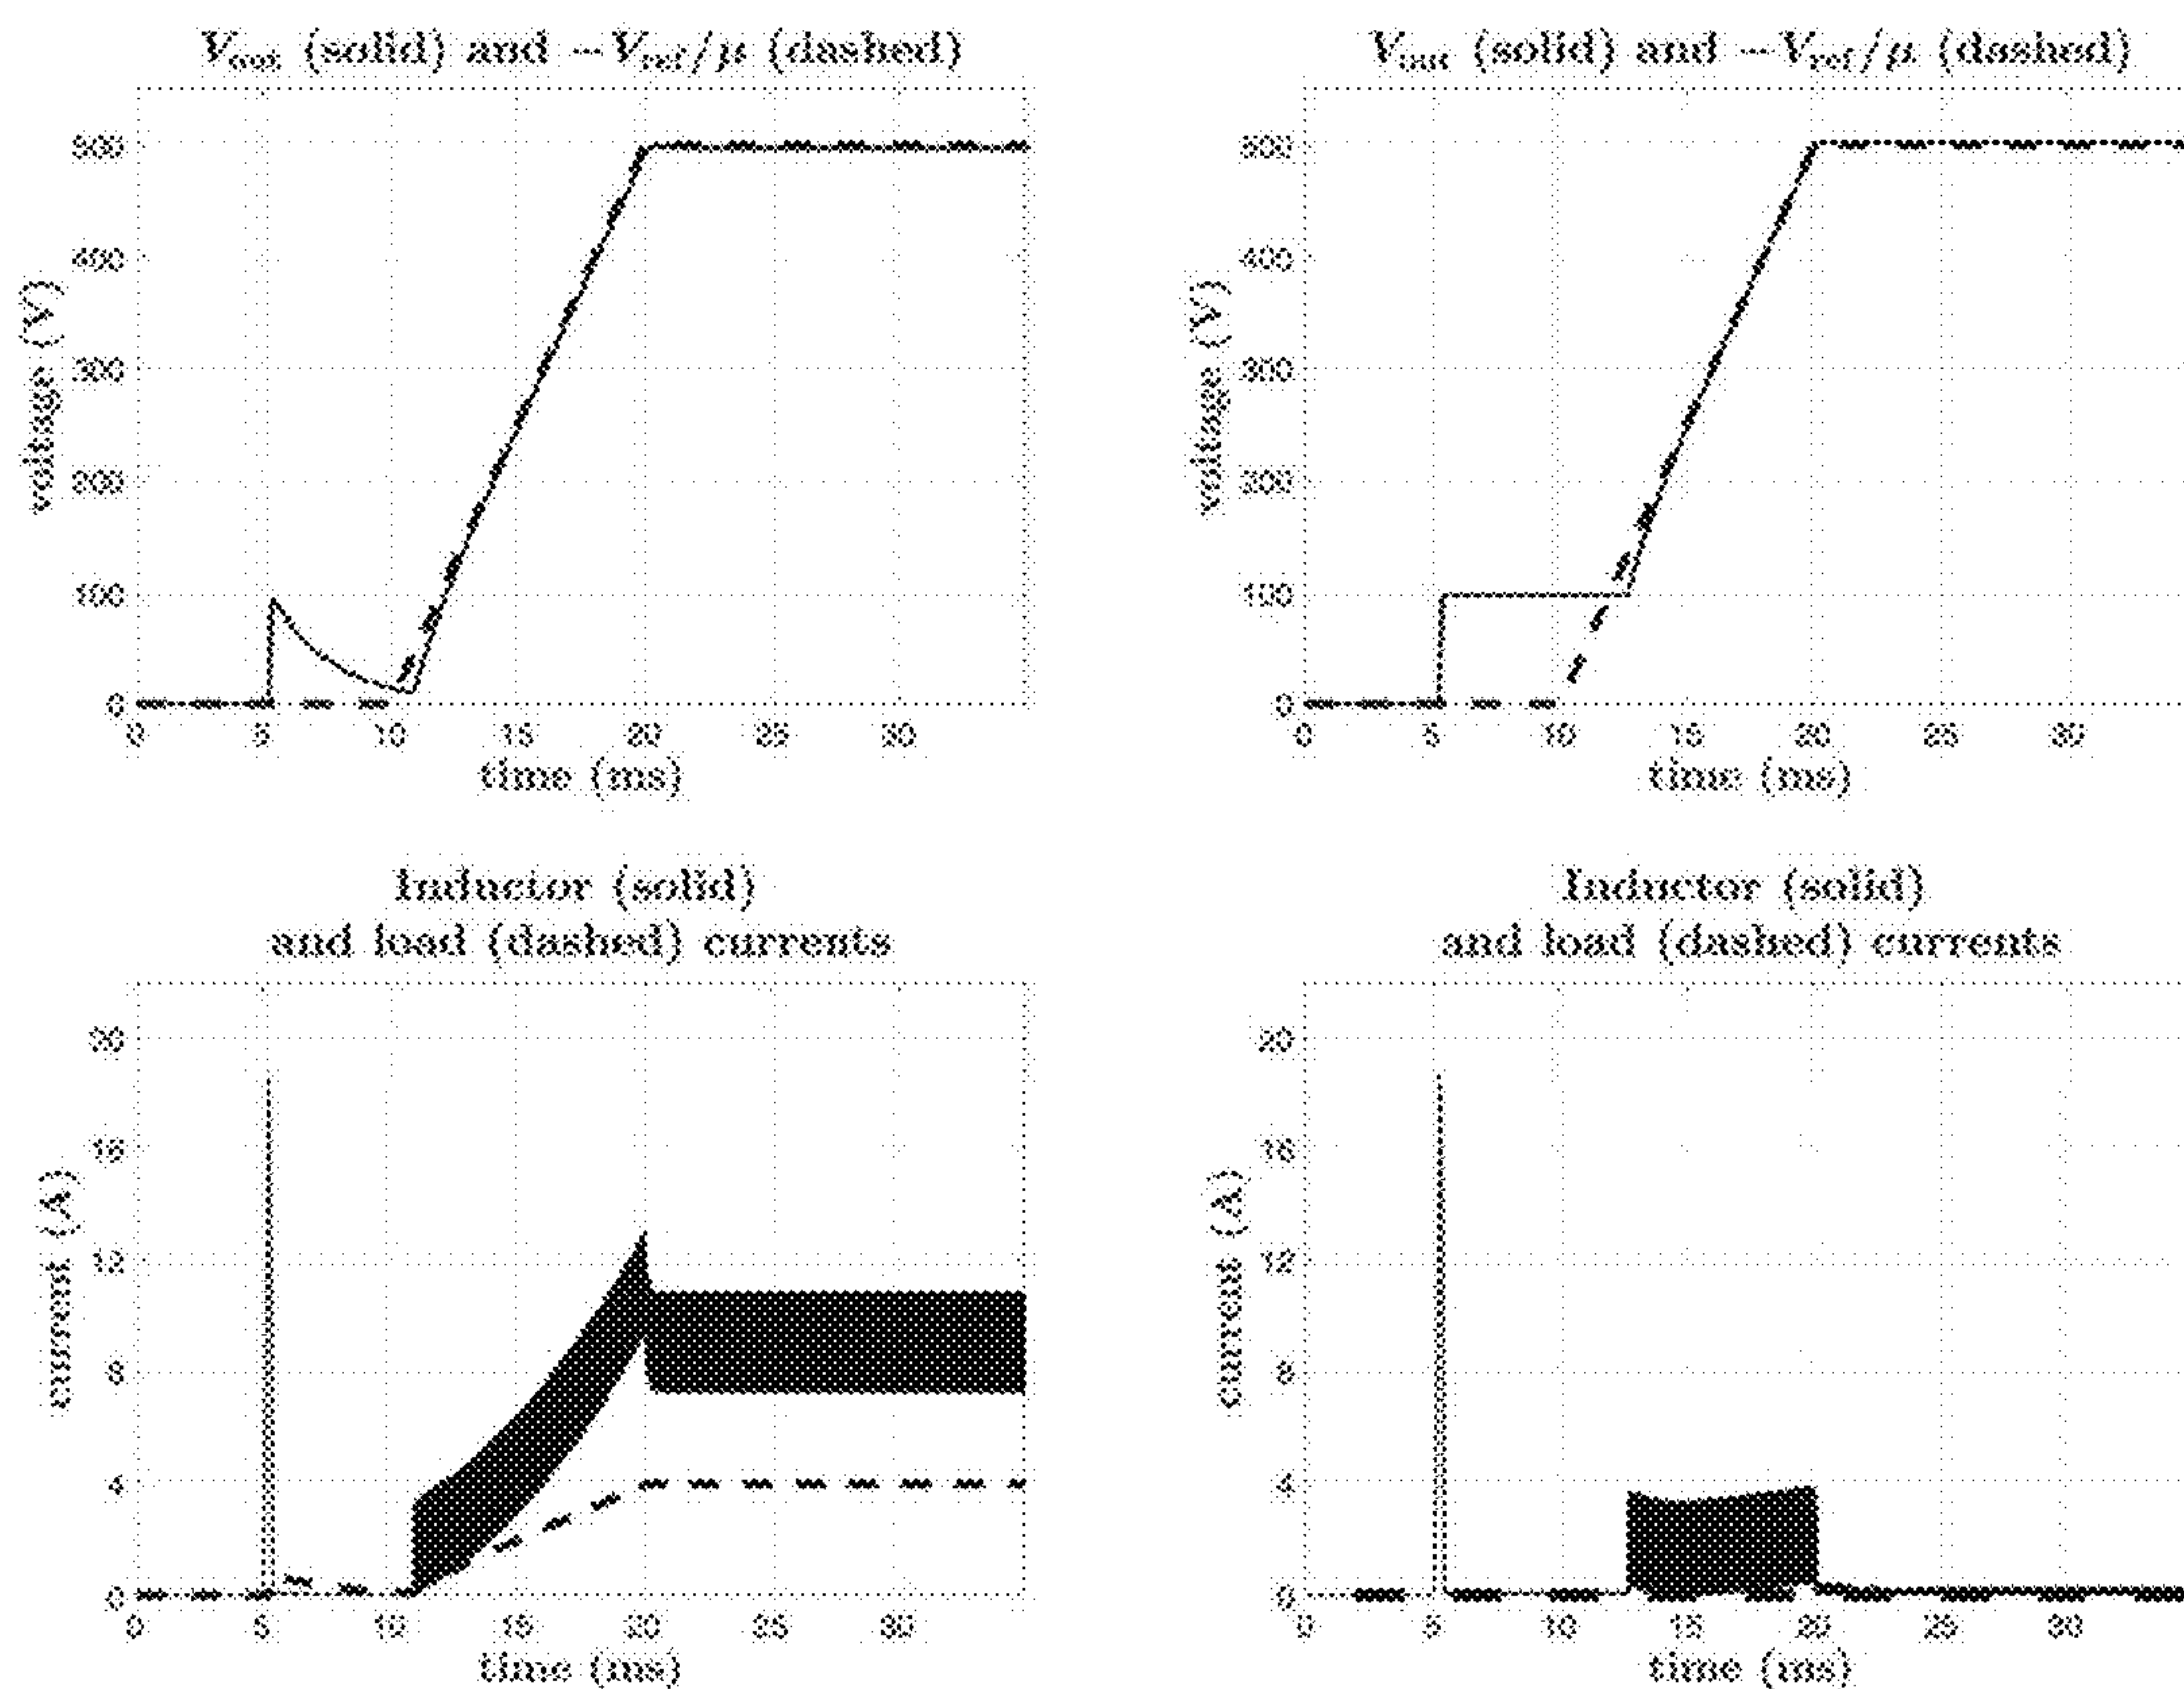 V_out (solid) and −V_ref/μ (dashed)
500
400
300
200
100
0
voltage (V)
0 5 10 15 20 25 30
time (ms)
V_out (solid) and −V_ref/μ (dashed)
500
400
300
200
100
0
voltage (V)
0 5 10 15 20 25 30
time (ms)
Inductor (solid)
and load (dashed) currents
20
16
12
8
4
0
current (A)
0 5 10 15 20 25 30
time (ms)
Inductor (solid)
and load (dashed) currents
20
16
12
8
4
0
current (A)
0 5 10 15 20 25 30
time (ms)